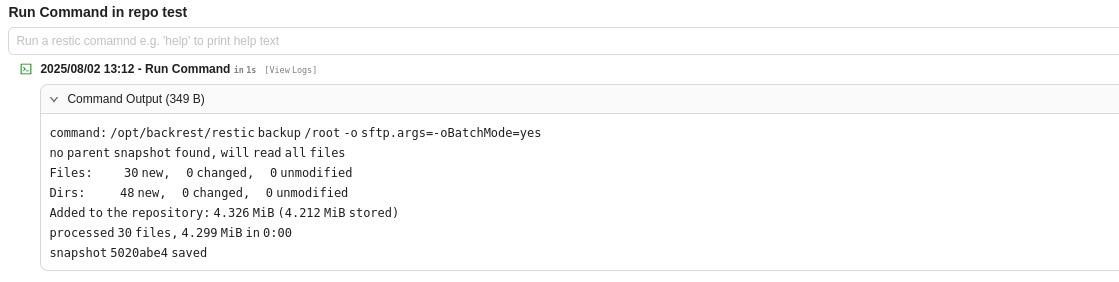 Run Command in repo test
Run a restic comamnd e.g. 'help' to print help text
2025/08/02 13:12 - Run Command in 1s [View Logs]
Command Output (349 B)
command: /opt/backrest/restic backup /root -o sftp.args=-oBatchMode=yes
no parent snapshot found, will read all files
Files: 30 new, 0 changed, 0 unmodified
Dirs: 48 new, 0 changed, 0 unmodified
Added to the repository: 4.326 MiB (4.212 MiB stored)
processed 30 files, 4.299 MiB in 0:00
snapshot 5020abe4 saved